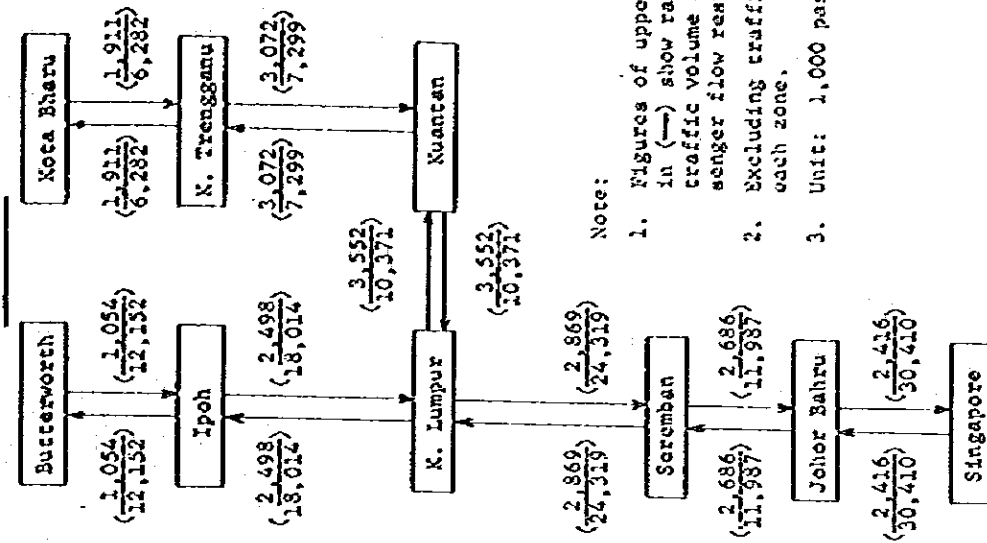 Butterworth
Kota Bharu
(1,054
12,152)
(1,054
12,152)
(1,911
6,282)
(1,911
6,282)
Ipoh
K. Trengganu
(2,498
18,014)
(2,498
18,014)
(3,072
7,299)
(3,072
7,299)
K. Lumpur
(3,552
10,371)
(3,552
10,371)
Kuantan
(2,869
24,319)
(2,869
24,319)
Seremban
(2,686
11,987)
(2,686
11,987)
Johor Bahru
(2,416
30,410)
(2,416
30,410)
Singapore
Note:
1. Figures of uppe
in (—) show ra
traffic volume
senger flow res
2. Excluding traffi
each zone.
3. Unit: 1,000 pas